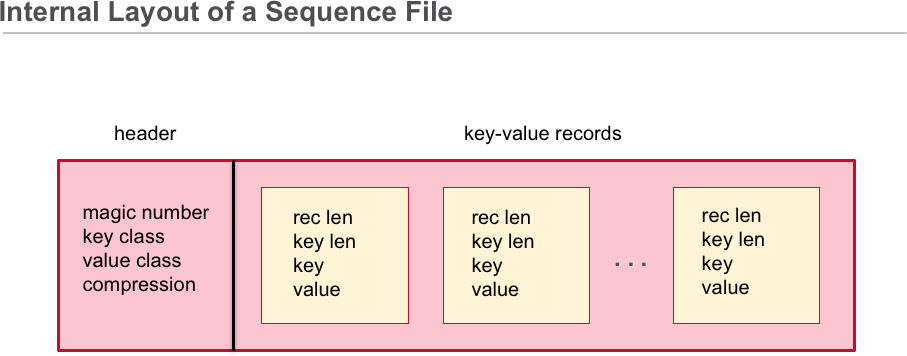 Internal Layout of a Sequence File
header
key-value records
magic number
key class
value class
compression
rec len
key len
key
value
rec len
key len
key
value
. . .
rec len
key len
key
value